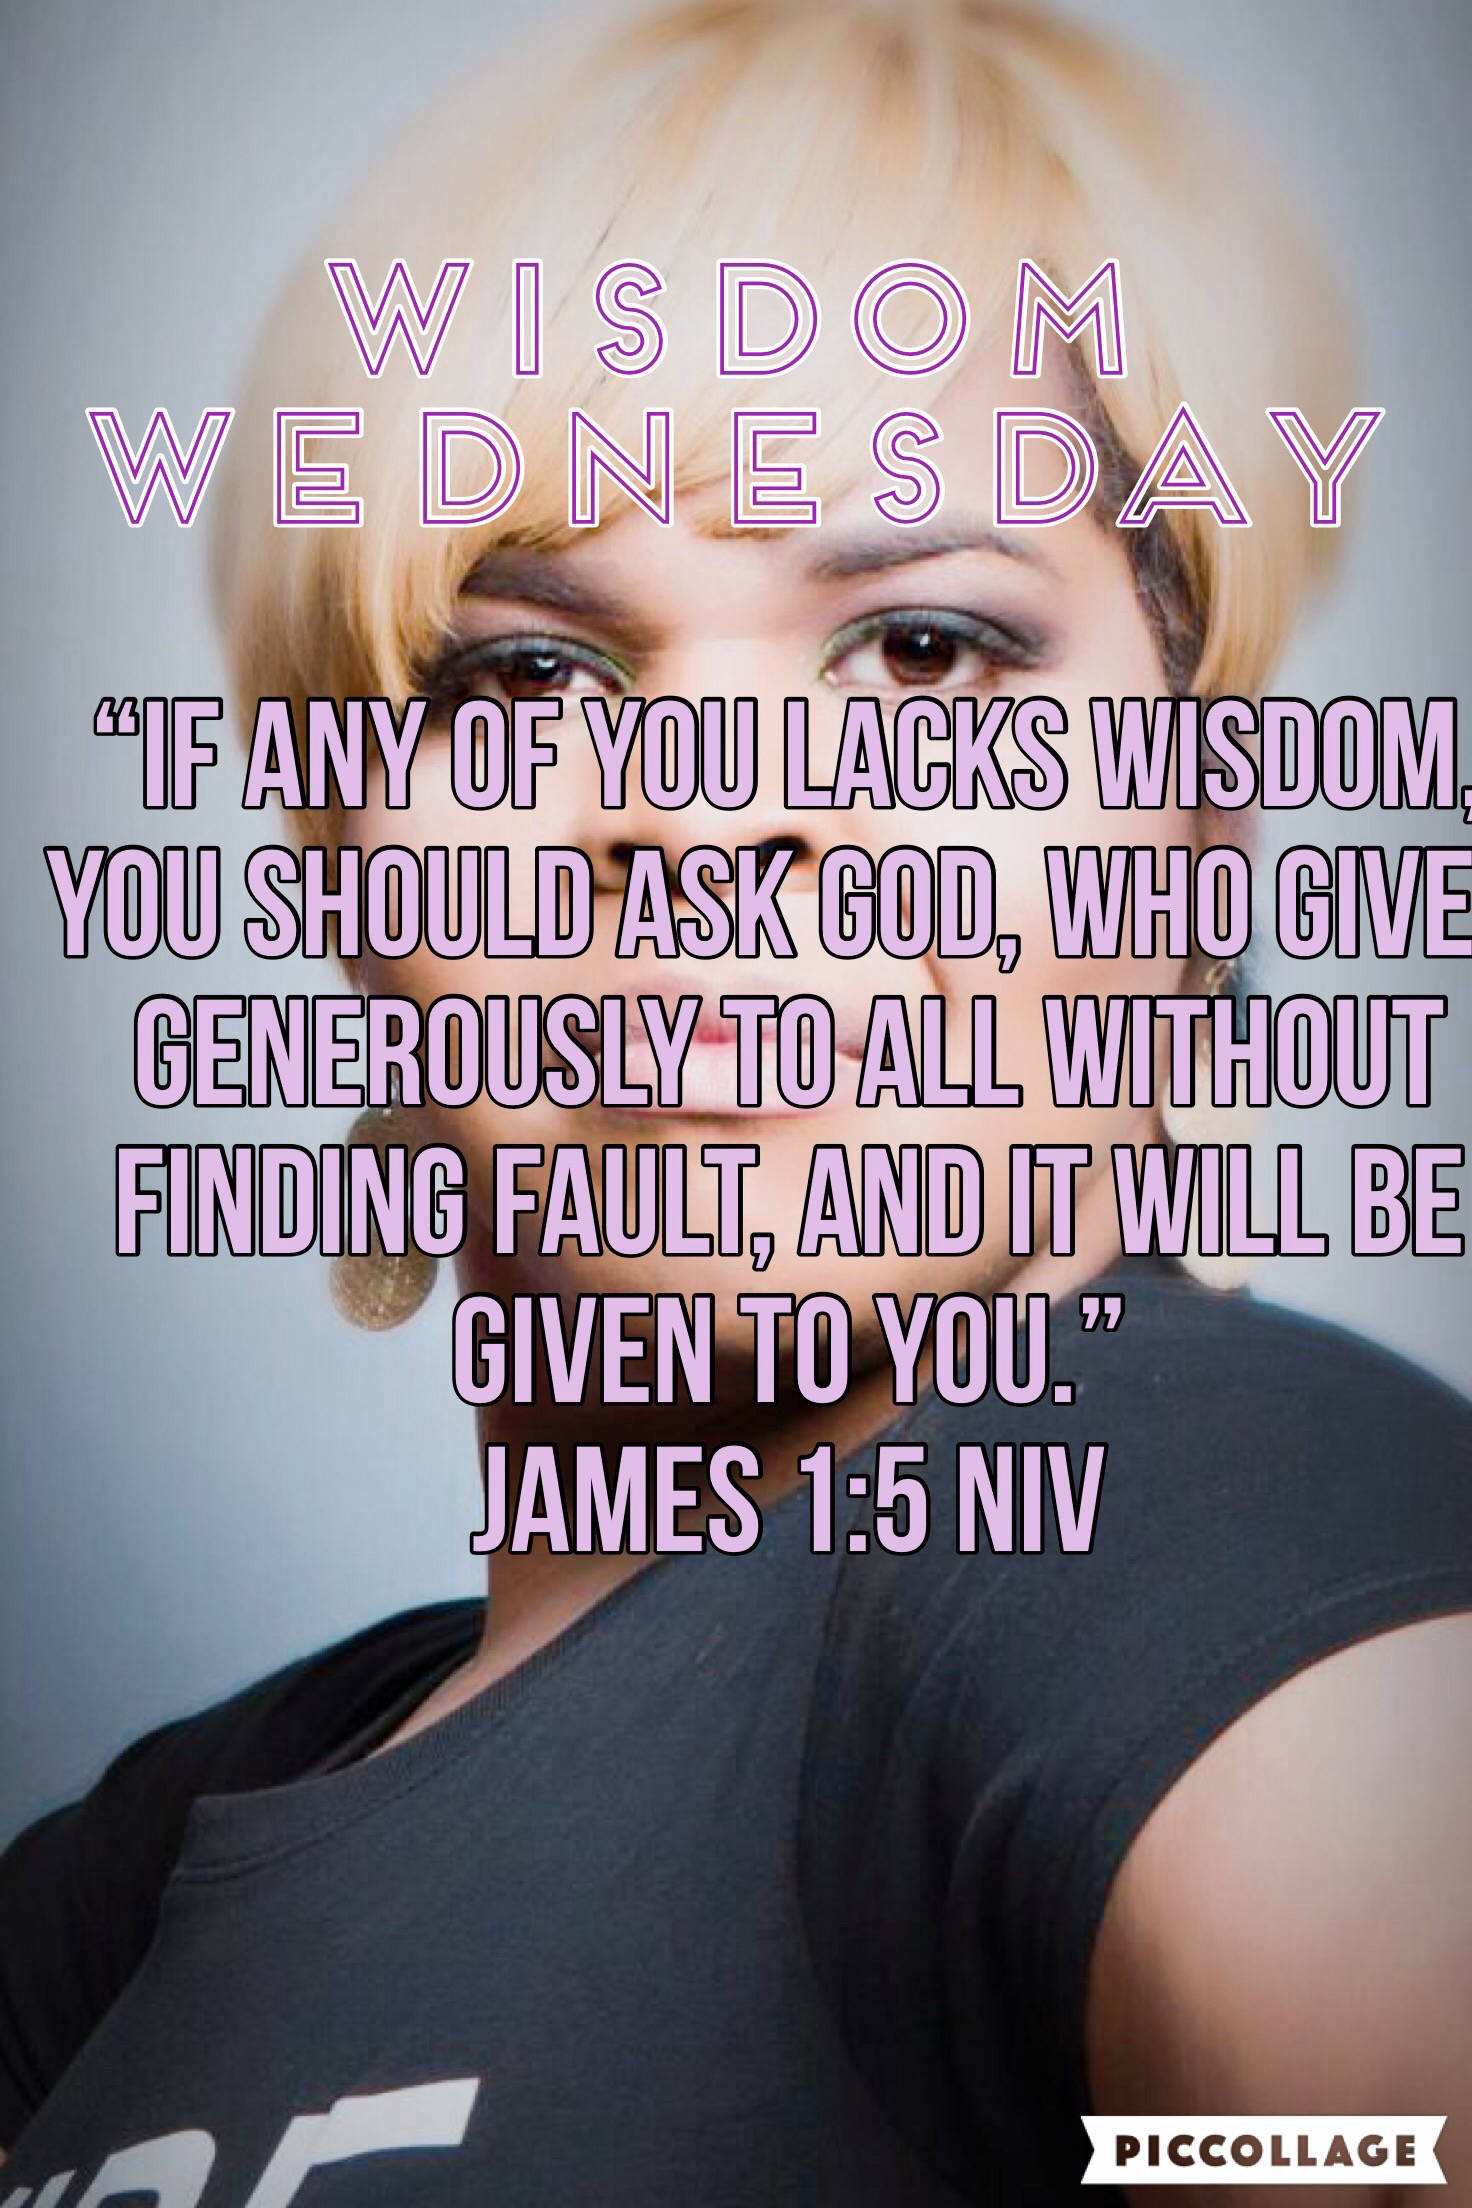 WISDOM
WEDNESDAY
“IF ANY OF YOU LACKS WISDOM,
YOU SHOULD ASK GOD, WHO GIVE
GENEROUSLY TO ALL WITHOUT
FINDING FAULT, AND IT WILL BE
GIVEN TO YOU.”
JAMES 1:5 NIV
PICCOLLAGE